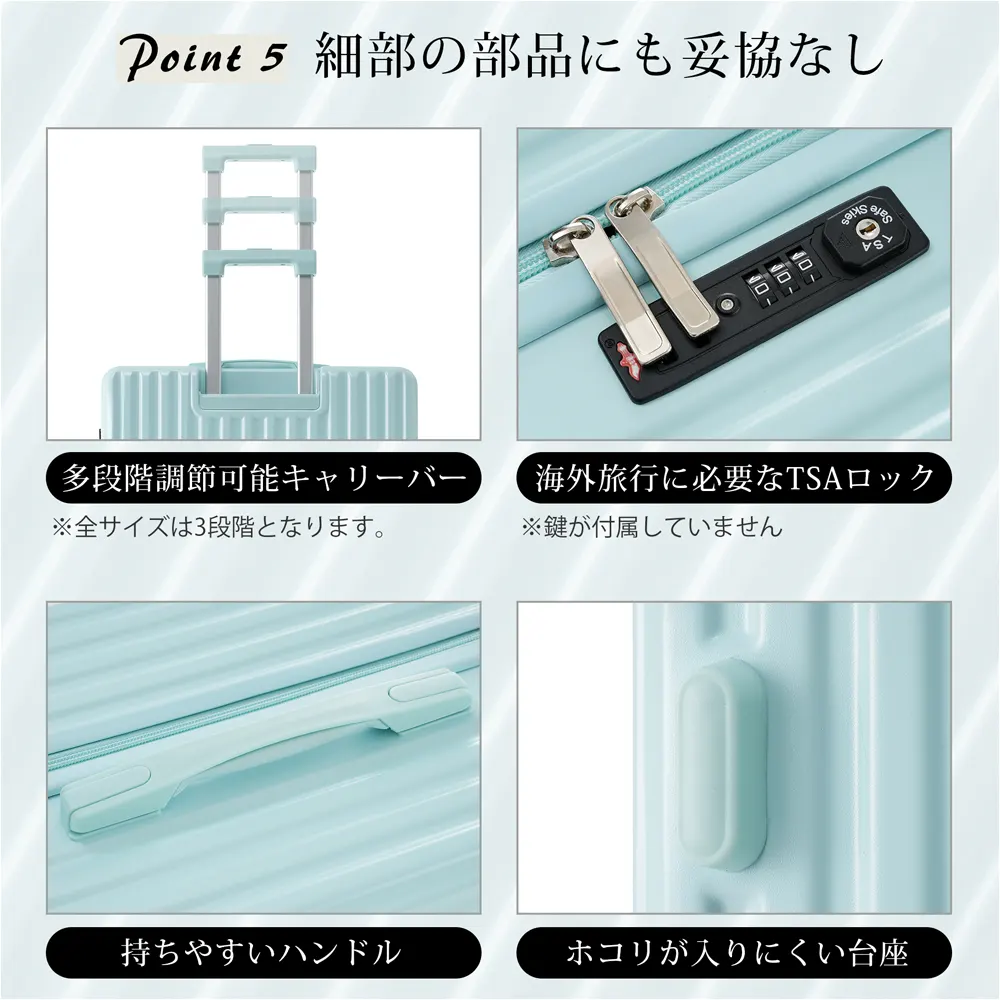 Point 5 細部の部品にも妥協なし
Safe Skies
TSA
0 0 0
多段階調節可能キャリーバー
海外旅行に必要なTSAロック
※全サイズは3段階となります。
※鍵が付属していません
持ちやすいハンドル
ホコリが入りにくい台座